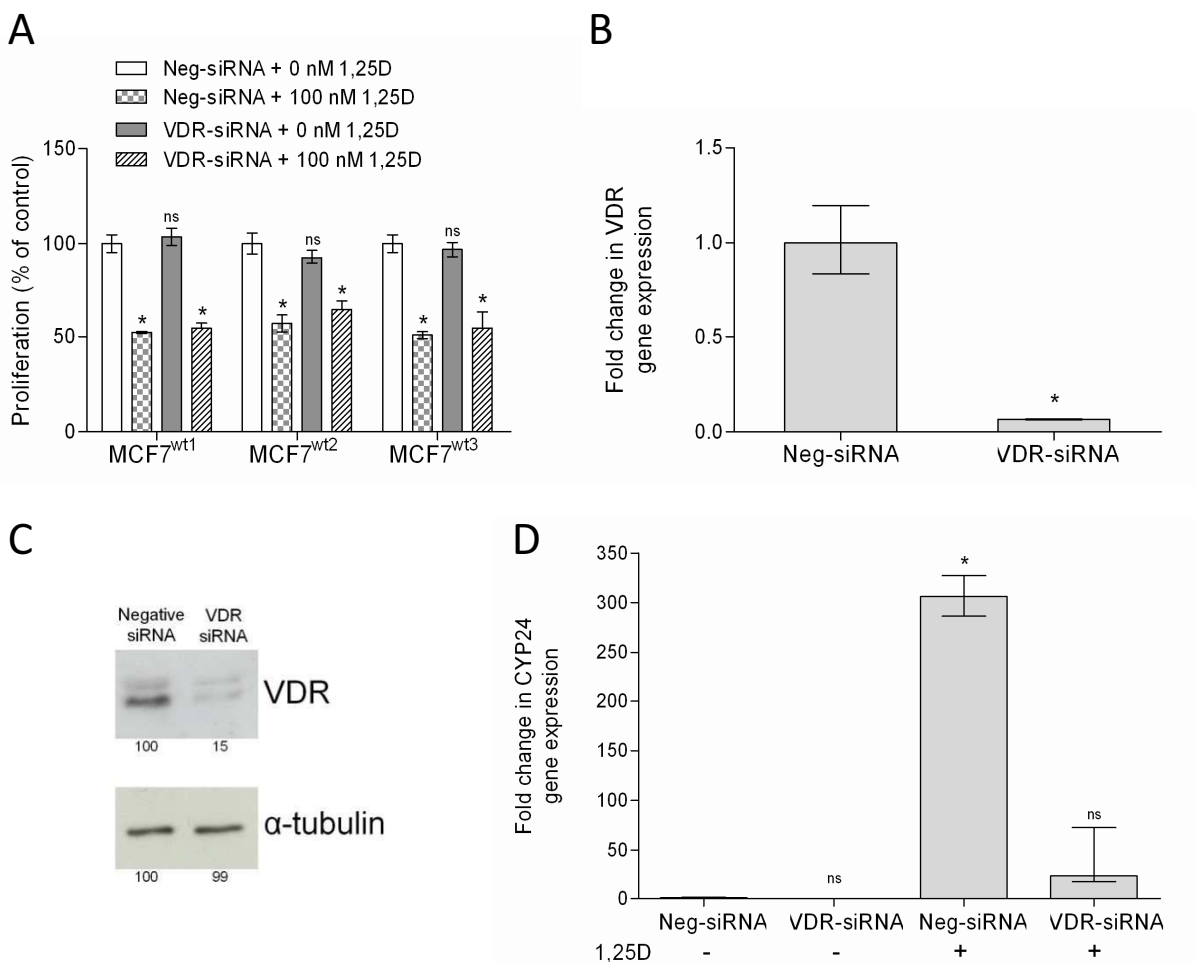 A
Neg-siRNA + 0 nM 1,25D
Neg-siRNA + 100 nM 1,25D
VDR-siRNA + 0 nM 1,25D
VDR-siRNA + 100 nM 1,25D
Proliferation (% of control)
150
100
50
0
ns
ns
ns
*
*
*
*
*
*
MCF7wt1
MCF7wt2
MCF7wt3
B
Fold change in VDR
gene expression
1.5
1.0
0.5
0.0
*
Neg-siRNA
VDR-siRNA
C
Negative
siRNA
VDR
siRNA
VDR
100
15
α-tubulin
100
99
D
Fold change in CYP24
gene expression
350
300
250
200
150
100
50
0
ns
*
ns
Neg-siRNA
VDR-siRNA
Neg-siRNA
VDR-siRNA
1,25D - - + +